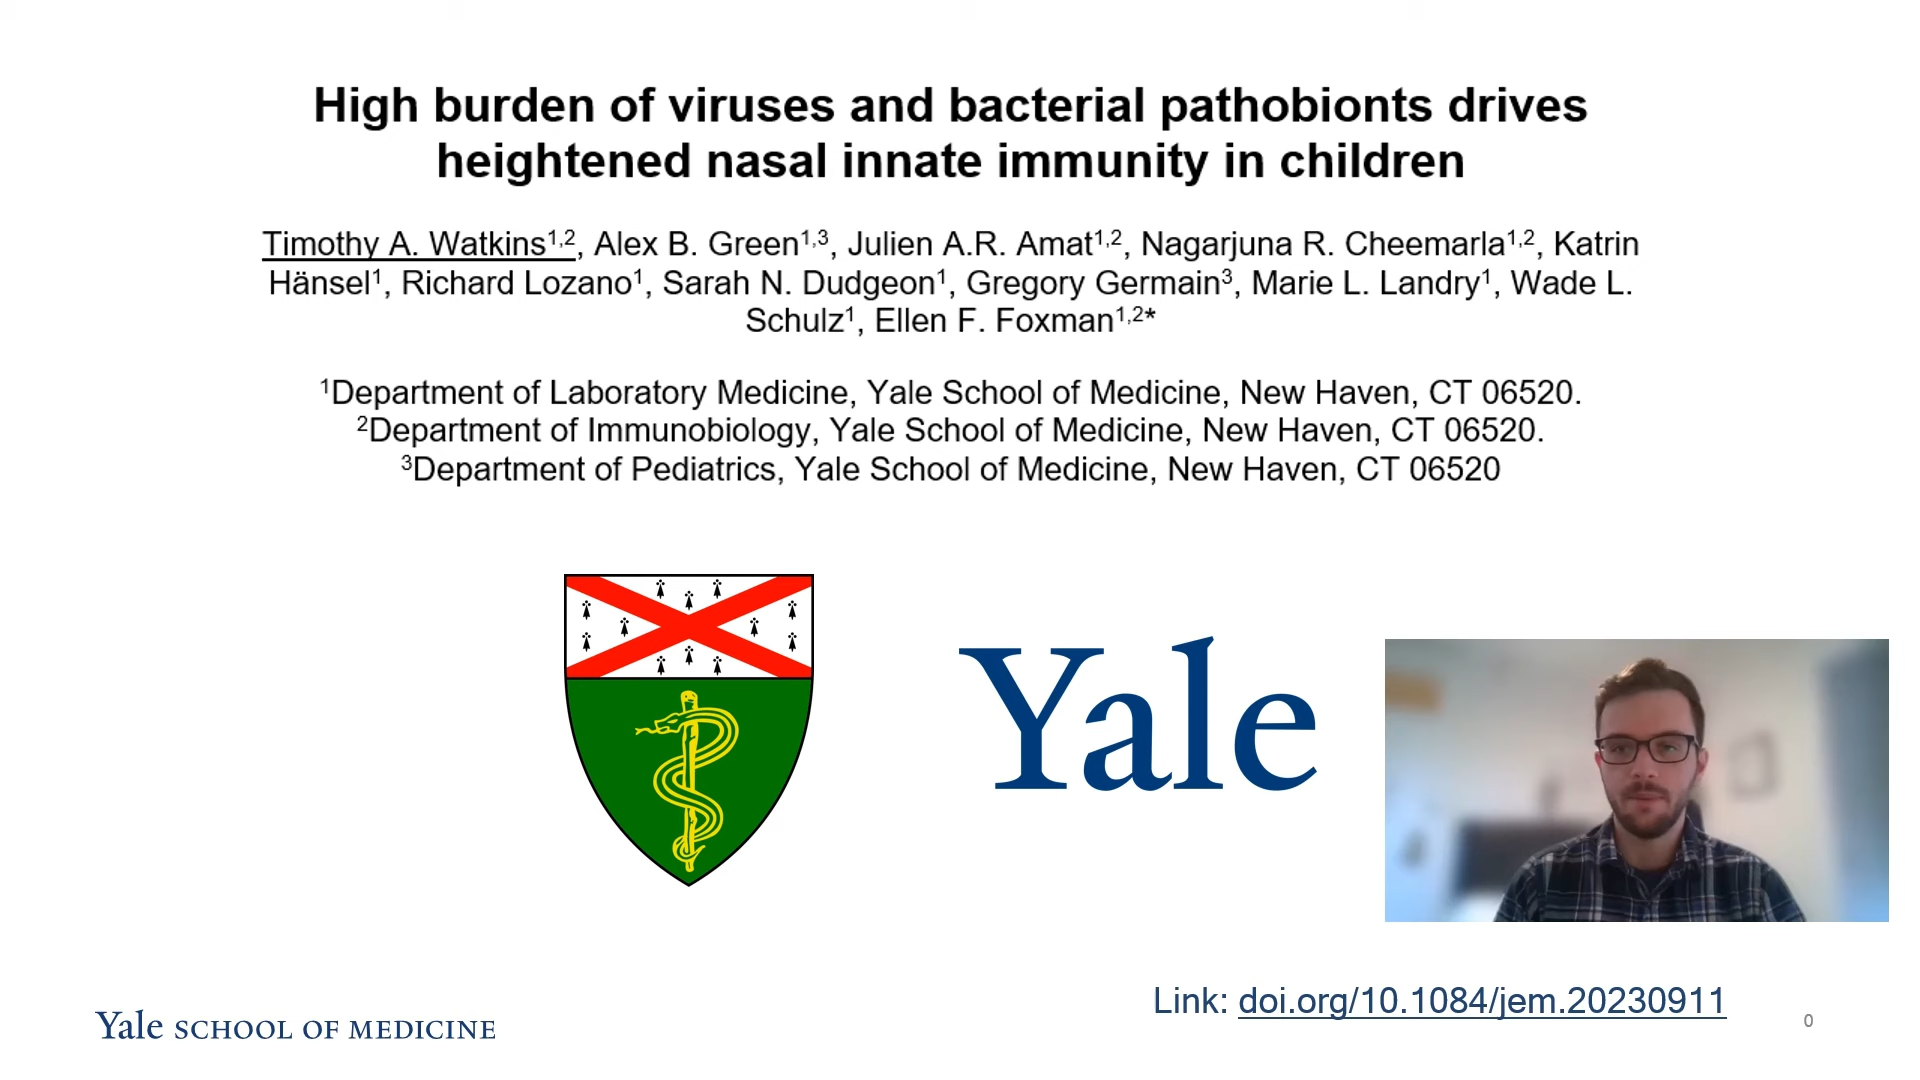 High burden of viruses and bacterial pathobionts drives
heightened nasal innate immunity in children
Timothy A. Watkins1,2, Alex B. Green1,3, Julien A.R. Amat1,2, Nagarjuna R. Cheemarla1,2, Katrin
Hänsel1, Richard Lozano1, Sarah N. Dudgeon1, Gregory Germain3, Marie L. Landry1, Wade L.
Schulz1, Ellen F. Foxman1,2*
1Department of Laboratory Medicine, Yale School of Medicine, New Haven, CT 06520.
2Department of Immunobiology, Yale School of Medicine, New Haven, CT 06520.
3Department of Pediatrics, Yale School of Medicine, New Haven, CT 06520
Yale
Link: doi.org/10.1084/jem.20230911
Yale SCHOOL OF MEDICINE
0